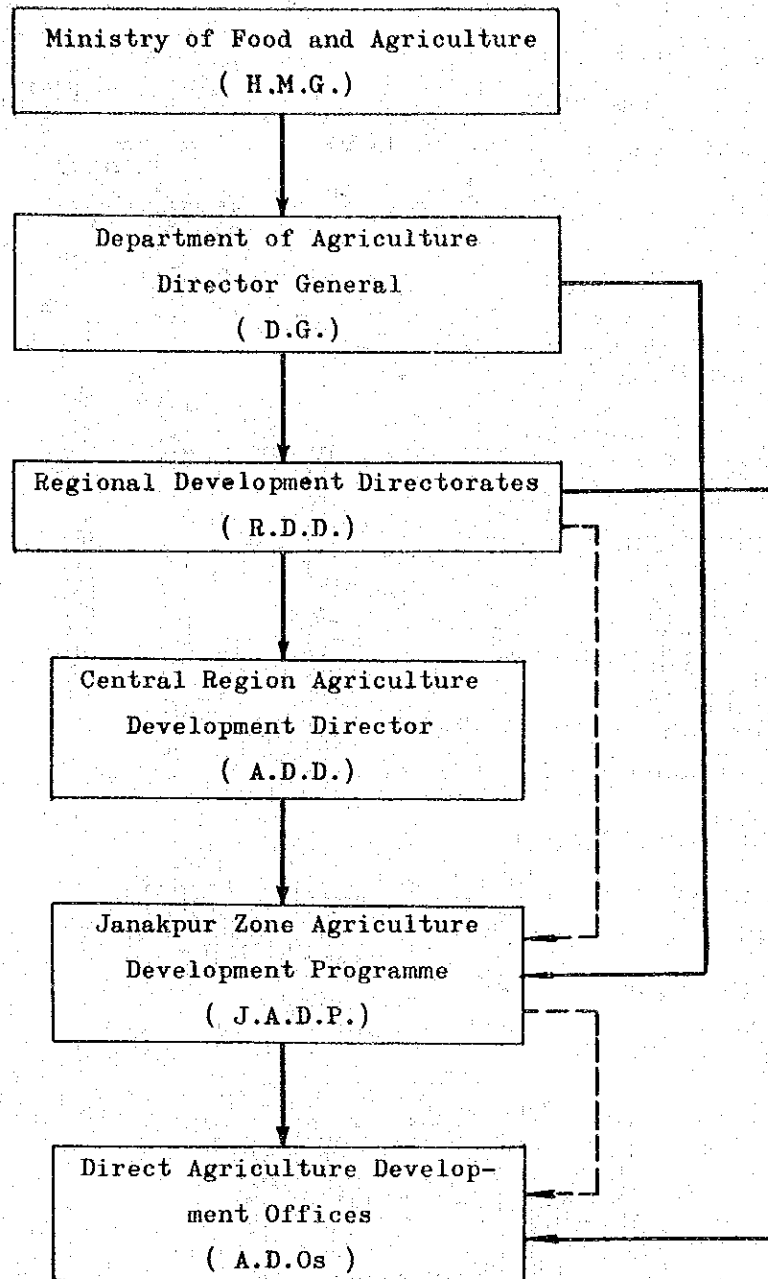 Ministry of Food and Agriculture
( H.M.G.)
Department of Agriculture
Director General
( D.G.)
Regional Development Directorates
( R.D.D.)
Central Region Agriculture
Development Director
( A.D.D.)
Janakpur Zone Agriculture
Development Programme
( J.A.D.P.)
Direct Agriculture Develop-
ment Offices
( A.D.Os )